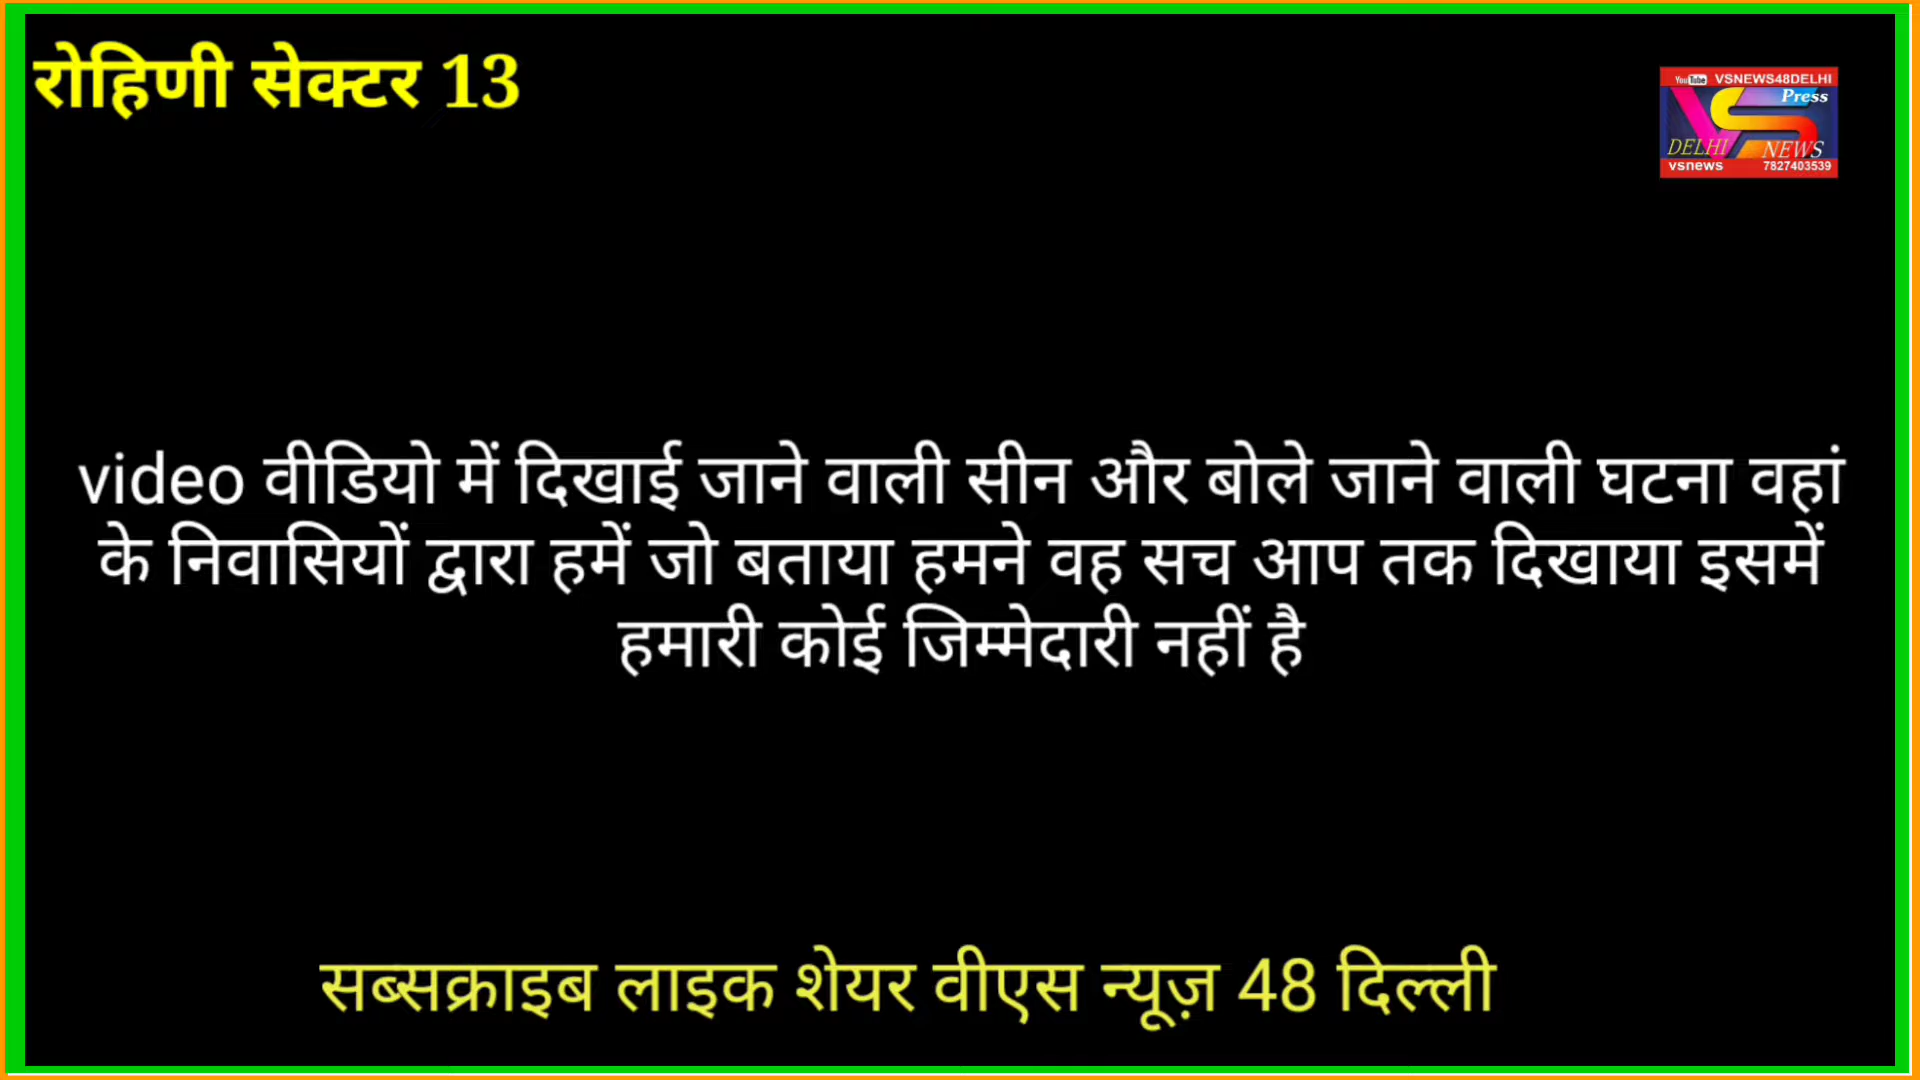 रोहिणी सेक्टर 13
YouTube VSNEWS48DELHI
Press
VS
DELHI NEWS
vsnews 7827403539
video वीडियो में दिखाई जाने वाली सीन और बोले जाने वाली घटना वहां
के निवासियों द्वारा हमें जो बताया हमने वह सच आप तक दिखाया इसमें
हमारी कोई जिम्मेदारी नहीं है
सब्सक्राइब लाइक शेयर वीएस न्यूज़ 48 दिल्ली